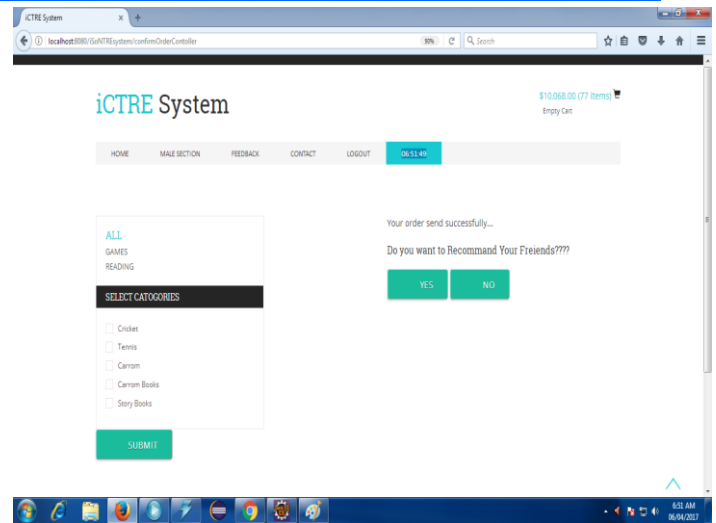 iCTRE System
localhost:8080/iSoNTREsystem/confirmOrderContoller
90%
Search
iCTRE System
$10,068.00 (77 Items)
Empty Cart
HOME MALE SECTION FEEDBACK CONTACT LOGOUT 06:51:49
ALL
GAMES
READING
SELECT CATOGORIES
Cricket
Tennis
Carrom
Carrom Books
Story Books
SUBMIT
Your order send successfully...
Do you want to Recommand Your Freiends????
YES NO
6:51 AM
06/04/2017